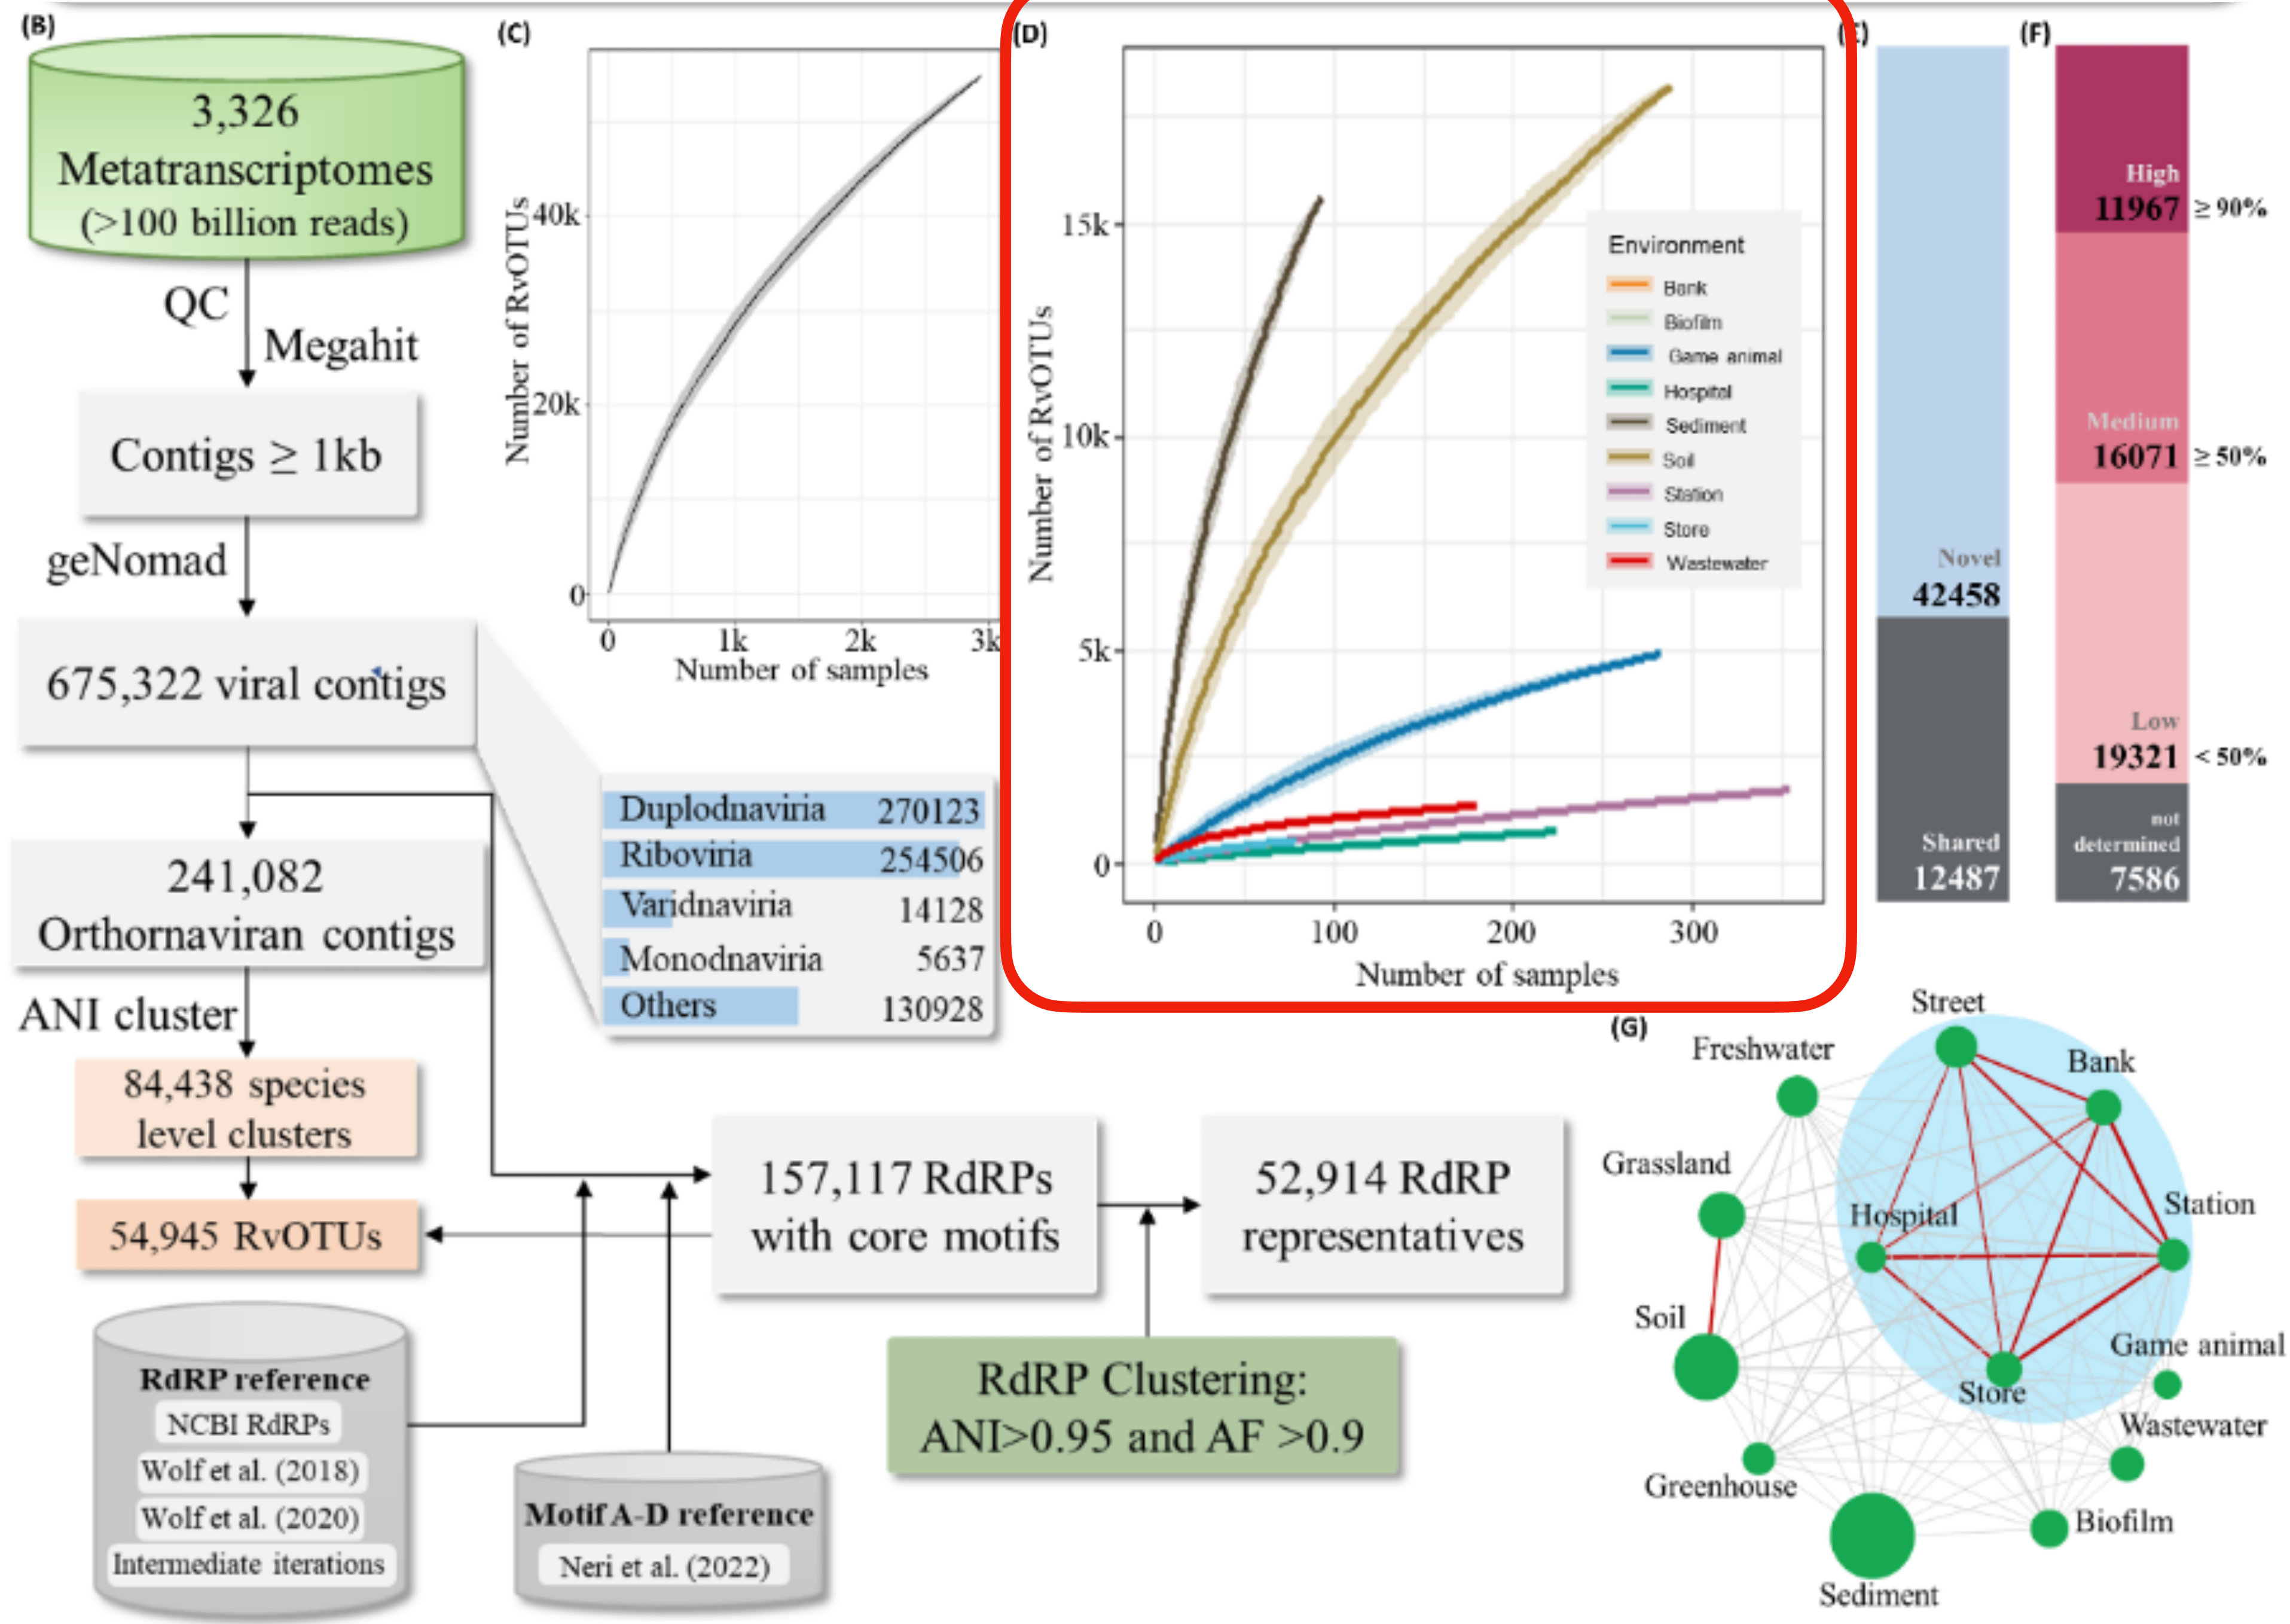 (B)
3,326
Metatranscriptomes
(>100 billion reads)
QC
Megahit
Contigs ≥ 1kb
geNomad
675,322 viral contigs
241,082
Orthornaviran contigs
ANI cluster
84,438 species
level clusters
54,945 RvOTUs
RdRP reference
NCBI RdRPs
Wolf et al. (2018)
Wolf et al. (2020)
Intermediate iterations
Motif A-D reference
Neri et al. (2022)
157,117 RdRPs
with core motifs
52,914 RdRP
representatives
RdRP Clustering:
ANI>0.95 and AF >0.9
Duplodnaviria 270123
Riboviria 254506
Varidnaviria 14128
Monodnaviria 5637
Others 130928
(C)
Number of RvOTUs
40k
20k
0
0 1k 2k 3k
Number of samples
(D)
Number of RvOTUs
15k
10k
5k
0
0 100 200 300
Number of samples
Environment
Bank
Biofilm
Game animal
Hospital
Sediment
Soil
Station
Store
Wastewater
(E)
Novel
42458
Shared
12487
(F)
High
11967 ≥ 90%
Medium
16071 ≥ 50%
Low
19321 < 50%
not
determined
7586
(G)
Street
Freshwater
Bank
Grassland
Hospital
Station
Soil
Game animal
Store
Wastewater
Greenhouse
Biofilm
Sediment